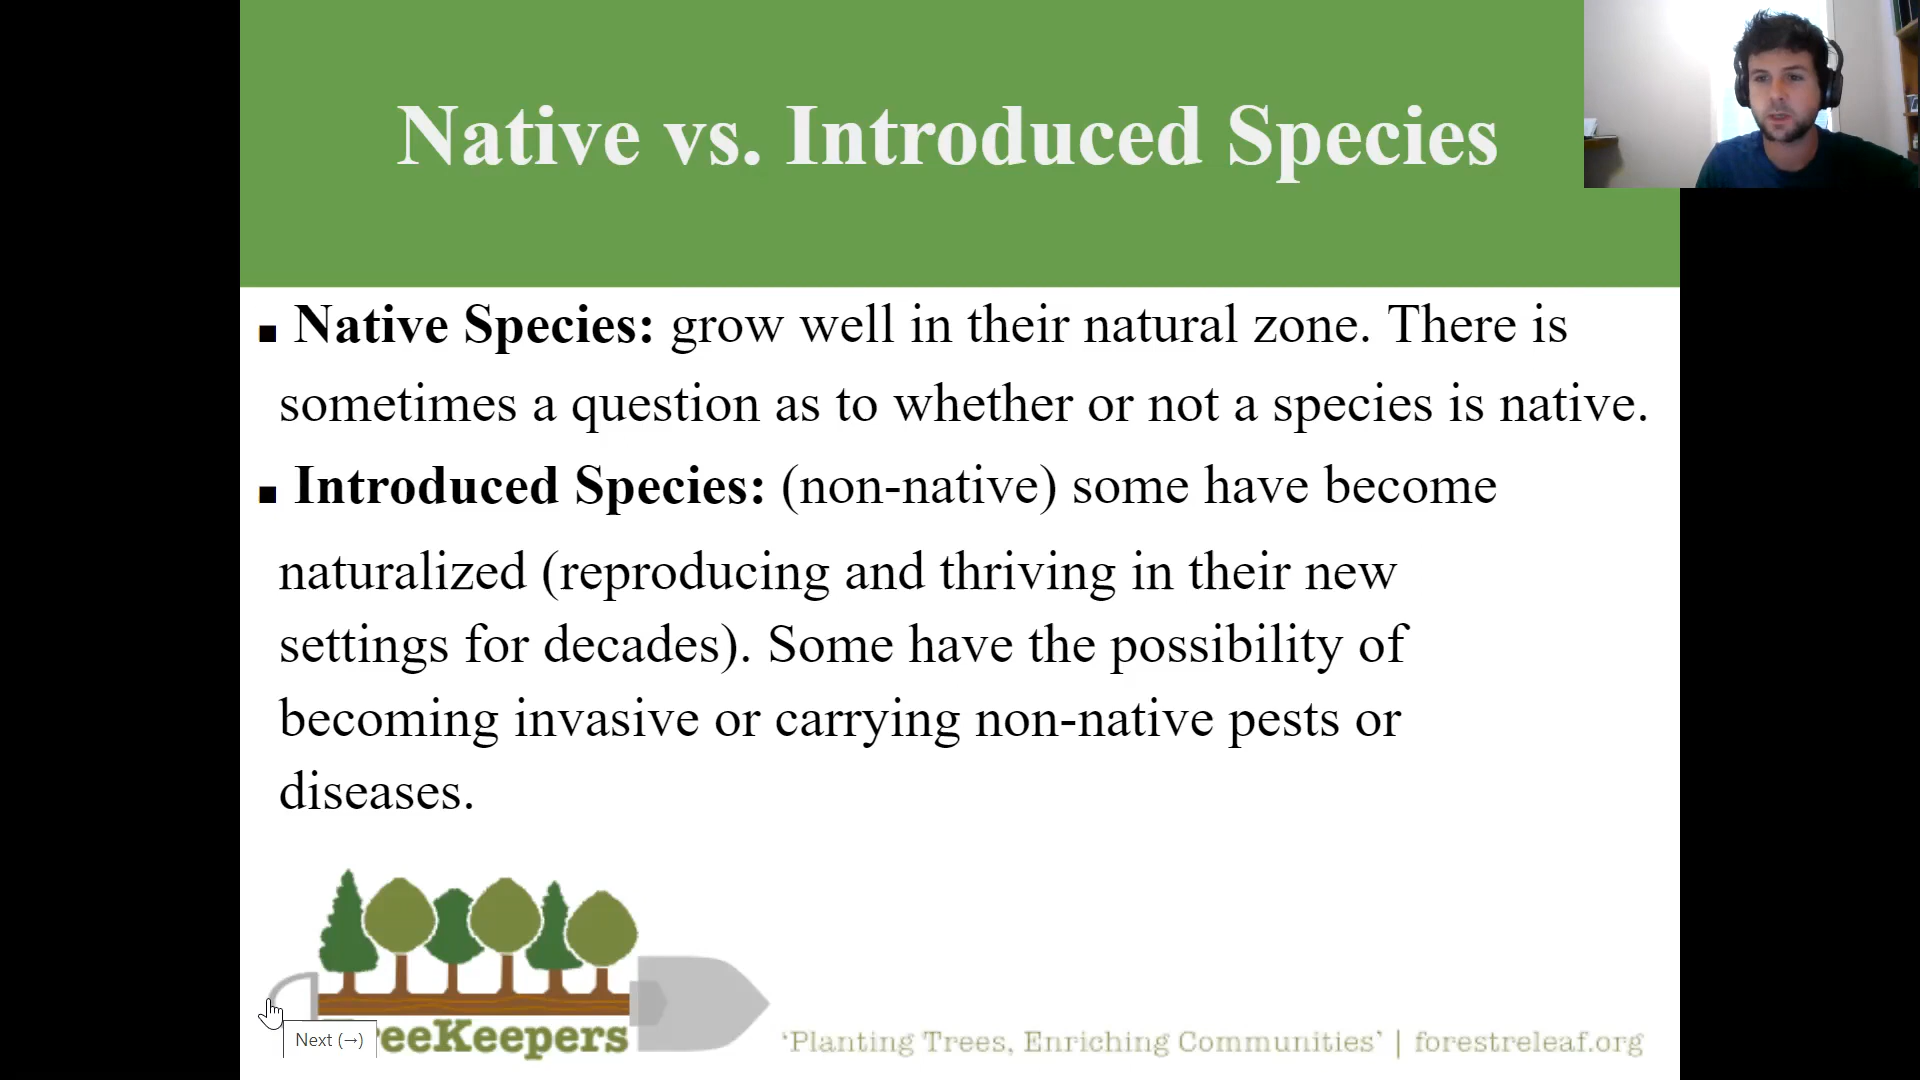 Native vs. Introduced Species
■ Native Species: grow well in their natural zone. There is
sometimes a question as to whether or not a species is native.
■ Introduced Species: (non-native) some have become
naturalized (reproducing and thriving in their new
settings for decades). Some have the possibility of
becoming invasive or carrying non-native pests or
diseases.
Next (→)
reeKeepers
‘Planting Trees, Enriching Communities’ | forestreleaf.org